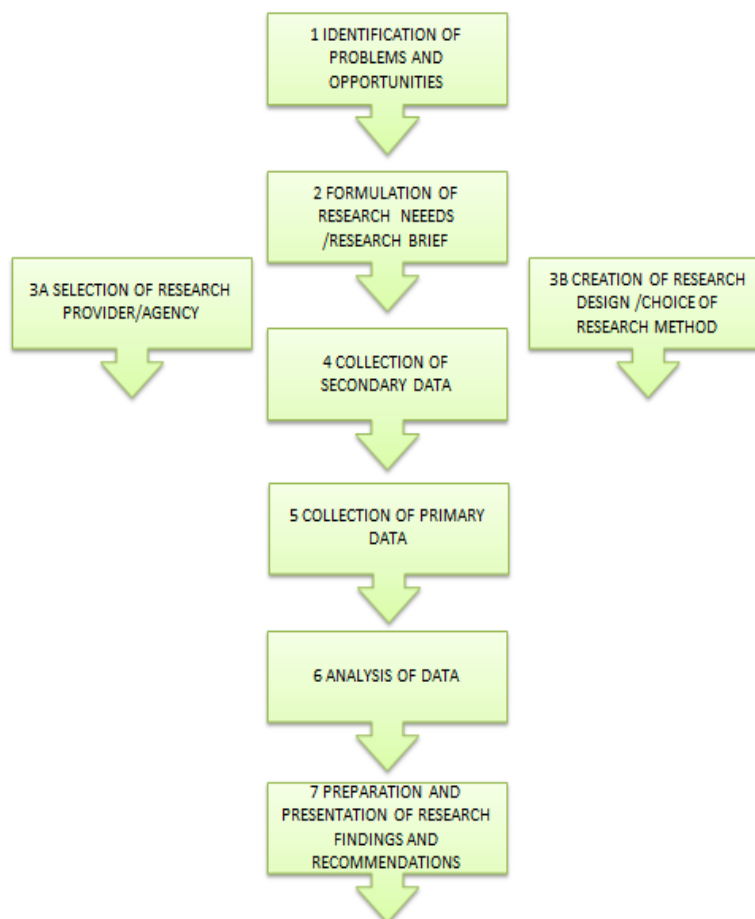 1 IDENTIFICATION OF
PROBLEMS AND
OPPORTUNITIES
2 FORMULATION OF
RESEARCH NEEEDS
/RESEARCH BRIEF
3A SELECTION OF RESEARCH
PROVIDER/AGENCY
3B CREATION OF RESEARCH
DESIGN /CHOICE OF
RESEARCH METHOD
4 COLLECTION OF
SECONDARY DATA
5 COLLECTION OF PRIMARY
DATA
6 ANALYSIS OF DATA
7 PREPARATION AND
PRESENTATION OF RESEARCH
FINDINGS AND
RECOMMENDATIONS